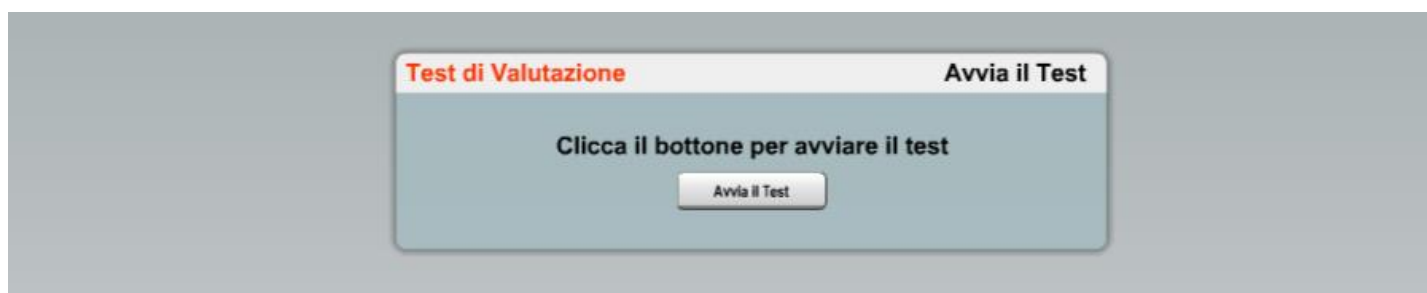 Test di Valutazione
Avvia il Test
Clicca il bottone per avviare il test
Avvia il Test